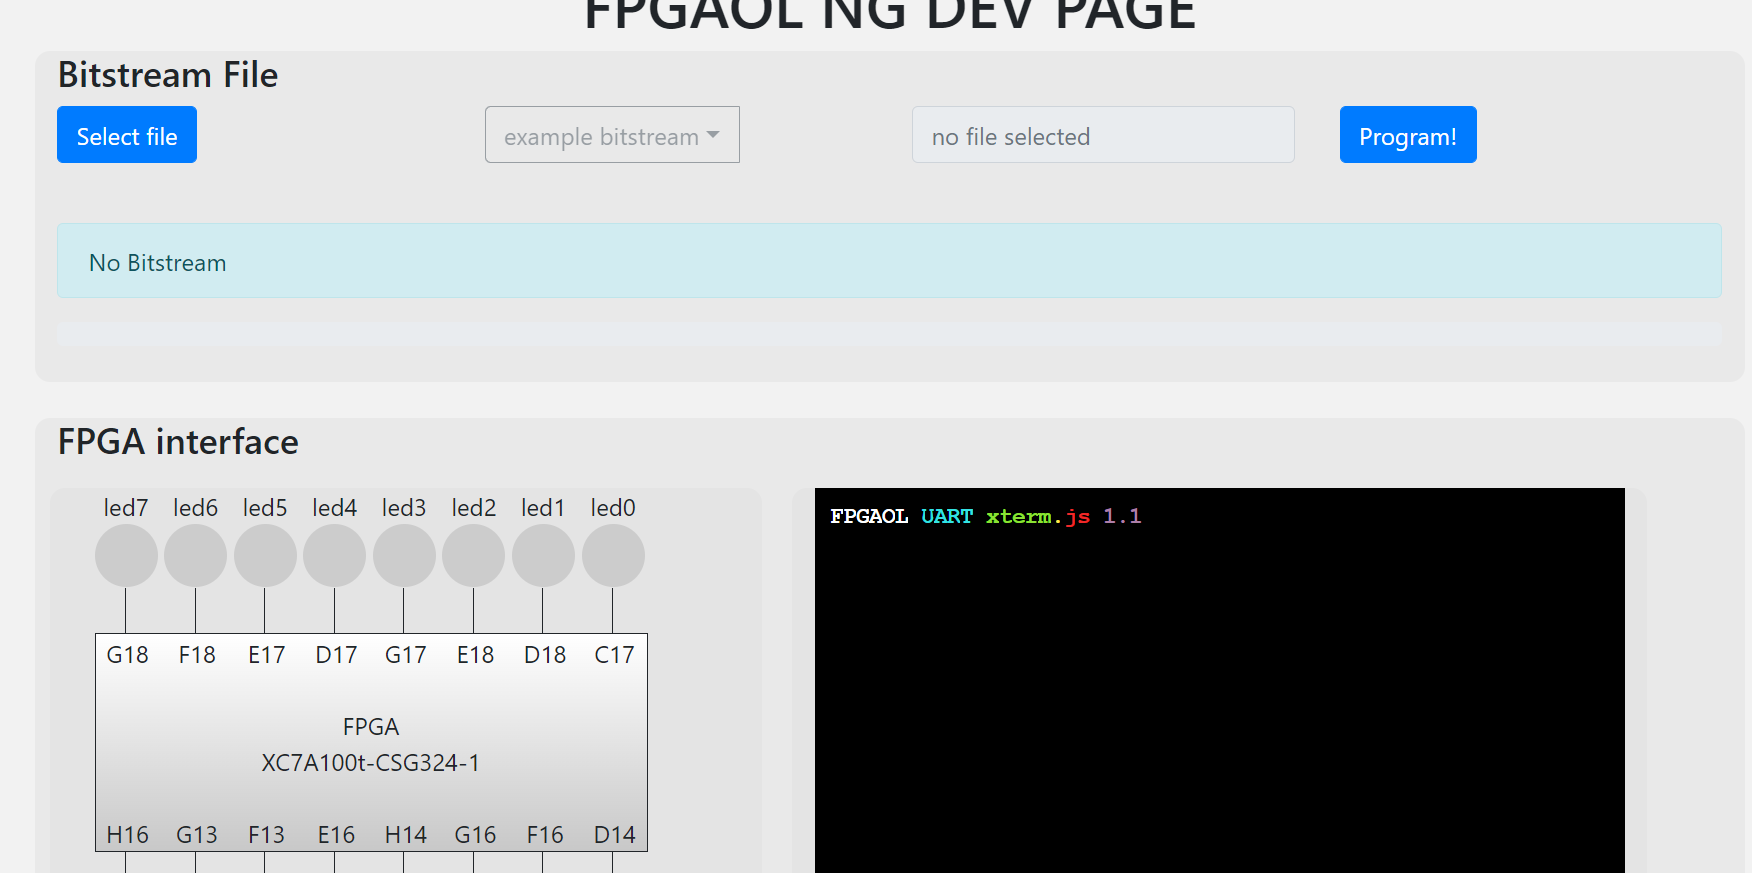 FPGAOL NG DEV PAGE
Bitstream File
Select file
example bitstream
no file selected
Program!
No Bitstream
FPGA interface
led7 led6 led5 led4 led3 led2 led1 led0
G18 F18 E17 D17 G17 E18 D18 C17
FPGA
XC7A100t-CSG324-1
H16 G13 F13 E16 H14 G16 F16 D14
FPGAOL UART xterm.js 1.1